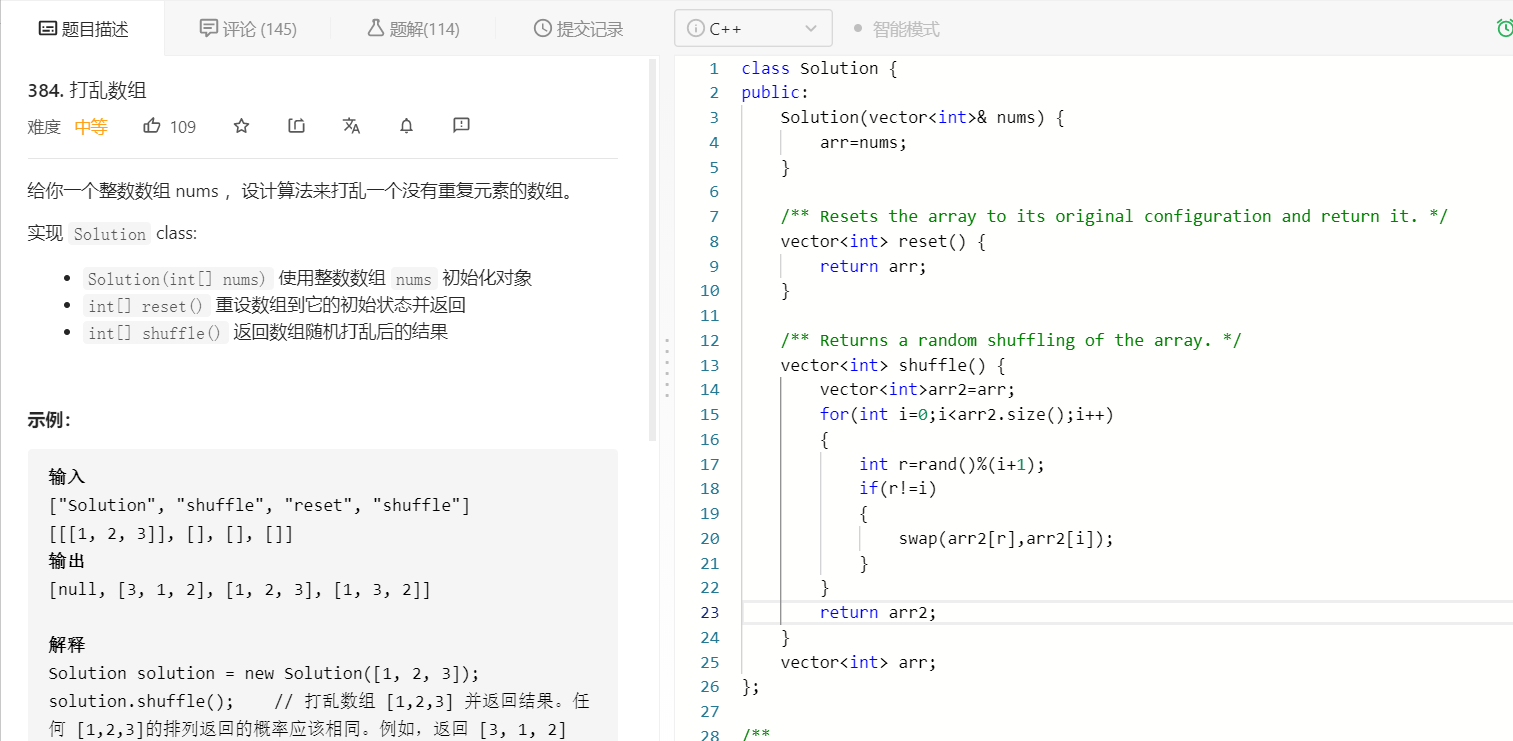 题目描述
评论 (145)
题解(114)
提交记录
C++
智能模式
384. 打乱数组
难度 中等 109
给你一个整数数组 nums ，设计算法来打乱一个没有重复元素的数组。
实现 Solution class:
Solution(int[] nums) 使用整数数组 nums 初始化对象
int[] reset() 重设数组到它的初始状态并返回
int[] shuffle() 返回数组随机打乱后的结果
示例：
输入
["Solution", "shuffle", "reset", "shuffle"]
[[[1, 2, 3]], [], [], []]
输出
[null, [3, 1, 2], [1, 2, 3], [1, 3, 2]]
解释
Solution solution = new Solution([1, 2, 3]);
solution.shuffle();    // 打乱数组 [1,2,3] 并返回结果。任
何 [1,2,3]的排列返回的概率应该相同。例如，返回 [3, 1, 2]
1 class Solution {
2 public:
3     Solution(vector<int>& nums) {
4         arr=nums;
5     }
6
7     /** Resets the array to its original configuration and return it. */
8     vector<int> reset() {
9         return arr;
10     }
11
12     /** Returns a random shuffling of the array. */
13     vector<int> shuffle() {
14         vector<int>arr2=arr;
15         for(int i=0;i<arr2.size();i++)
16         {
17             int r=rand()%(i+1);
18             if(r!=i)
19             {
20                 swap(arr2[r],arr2[i]);
21             }
22         }
23         return arr2;
24     }
25     vector<int> arr;
26 };
27
28 /**